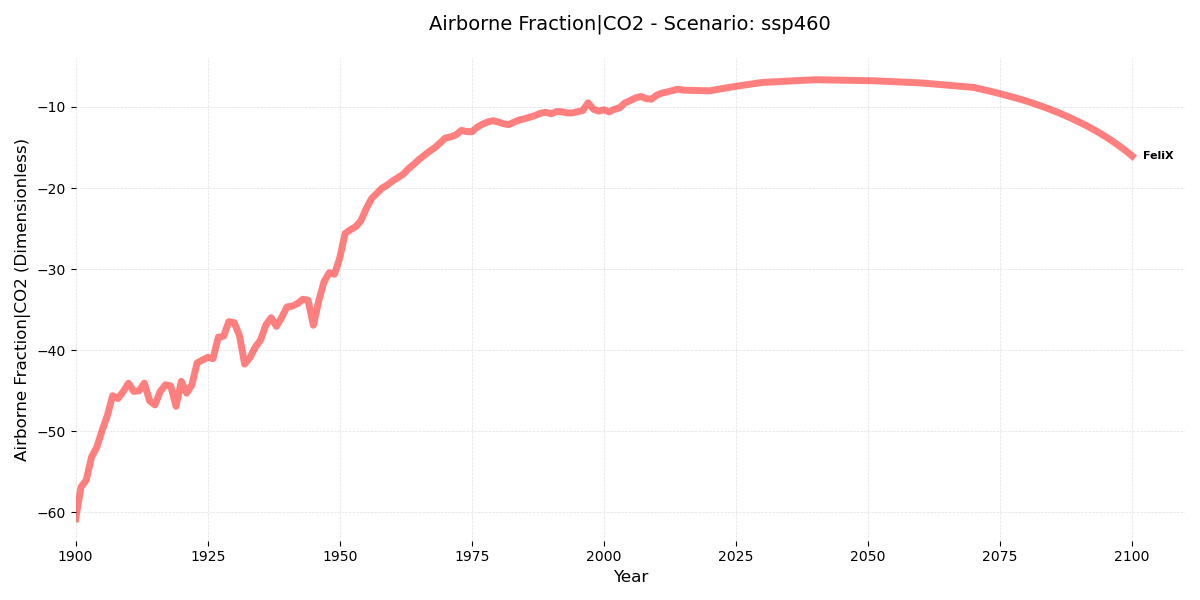 Airborne Fraction|CO2 - Scenario: ssp460
Airborne Fraction|CO2 (Dimensionless)
−10
−20
−30
−40
−50
−60
FeliX
1900 1925 1950 1975 2000 2025 2050 2075 2100
Year